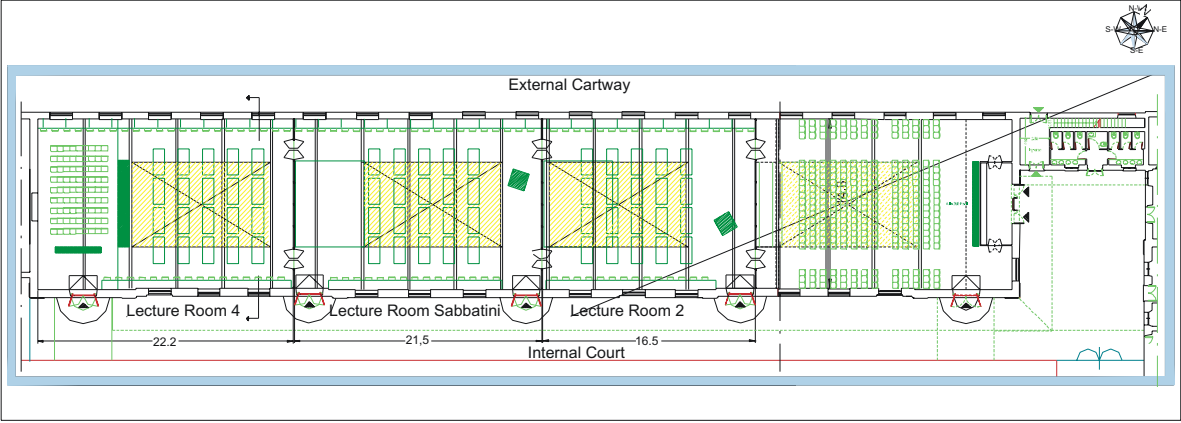 N-W
S-W
N-E
S-E
External Cartway
Lecture Room 4
Lecture Room Sabbatini
Lecture Room 2
22.2
21,5
16.5
Internal Court